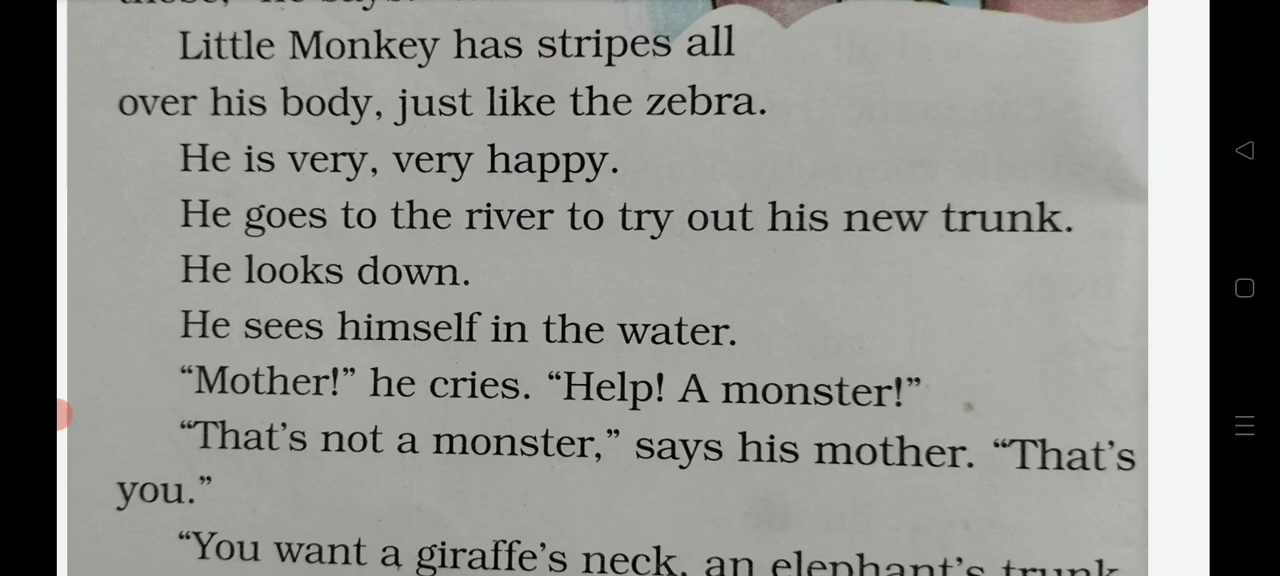 Little Monkey has stripes all
over his body, just like the zebra.
He is very, very happy.
He goes to the river to try out his new trunk.
He looks down.
He sees himself in the water.
“Mother!” he cries. “Help! A monster!”
“That’s not a monster,” says his mother. “That’s
you.”
“You want a giraffe’s neck, an elephant’s trunk